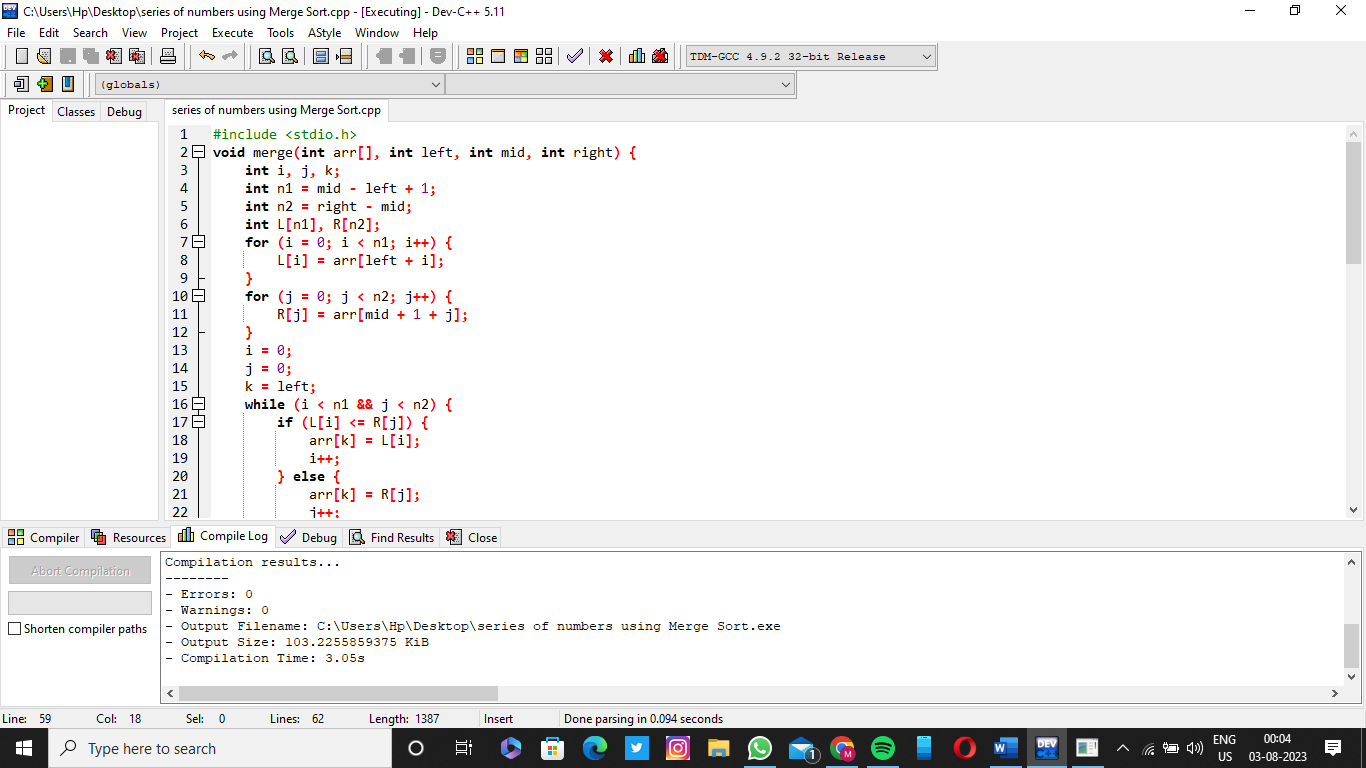 C:\Users\Hp\Desktop\series of numbers using Merge Sort.cpp - [Executing] - Dev-C++ 5.11
File Edit Search View Project Execute Tools AStyle Window Help
TDM-GCC 4.9.2 32-bit Release
(globals)
Project Classes Debug
series of numbers using Merge Sort.cpp
1 #include <stdio.h>
2 void merge(int arr[], int left, int mid, int right) {
3 int i, j, k;
4 int n1 = mid - left + 1;
5 int n2 = right - mid;
6 int L[n1], R[n2];
7 for (i = 0; i < n1; i++) {
8 L[i] = arr[left + i];
9 }
10 for (j = 0; j < n2; j++) {
11 R[j] = arr[mid + 1 + j];
12 }
13 i = 0;
14 j = 0;
15 k = left;
16 while (i < n1 && j < n2) {
17 if (L[i] <= R[j]) {
18 arr[k] = L[i];
19 i++;
20 } else {
21 arr[k] = R[j];
22 j++;
Compiler Resources Compile Log Debug Find Results Close
Abort Compilation
Shorten compiler paths
Compilation results...
--------
- Errors: 0
- Warnings: 0
- Output Filename: C:\Users\Hp\Desktop\series of numbers using Merge Sort.exe
- Output Size: 103.2255859375 KiB
- Compilation Time: 3.05s
Line: 59 Col: 18 Sel: 0 Lines: 62 Length: 1387 Insert Done parsing in 0.094 seconds
Type here to search
1
M
W
DEV
C++
ENG
US
00:04
03-08-2023